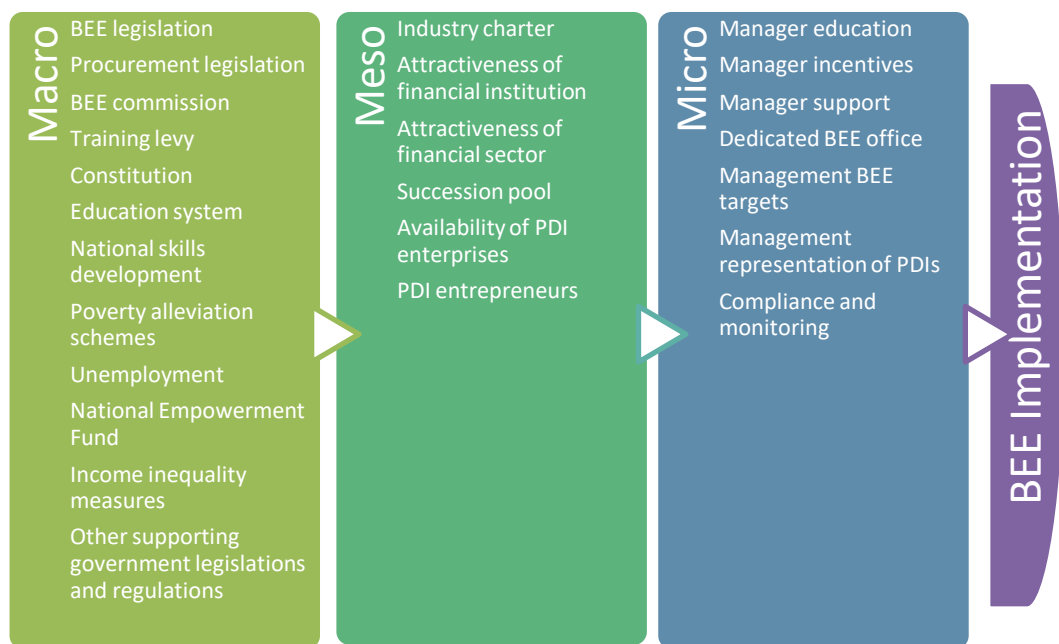 Macro
BEE legislation
Procurement legislation
BEE commission
Training levy
Constitution
Education system
National skills
development
Poverty alleviation
schemes
Unemployment
National Empowerment
Fund
Income inequality
measures
Other supporting
government legislations
and regulations
Meso
Industry charter
Attractiveness of
financial institution
Attractiveness of
financial sector
Succession pool
Availability of PDI
enterprises
PDI entrepreneurs
Micro
Manager education
Manager incentives
Manager support
Dedicated BEE office
Management BEE
targets
Management
representation of PDIs
Compliance and
monitoring
BEE Implementation